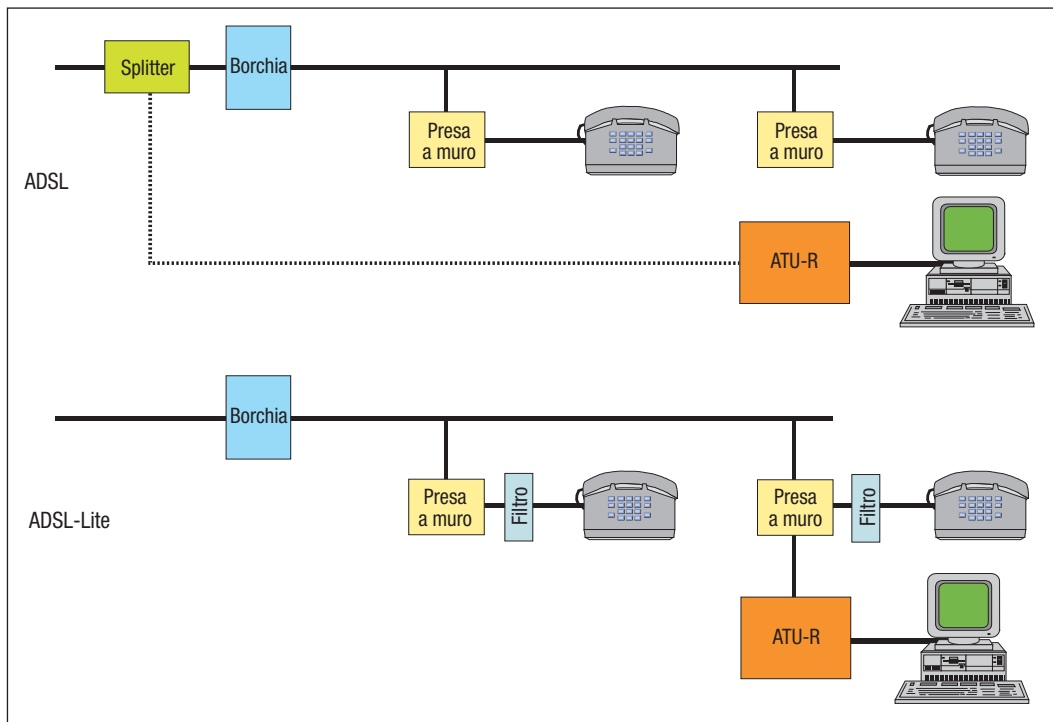 Splitter
Borchia
Presa
a muro
Presa
a muro
ADSL
ATU-R
Borchia
Presa
a muro
Filtro
Presa
a muro
Filtro
ADSL-Lite
ATU-R